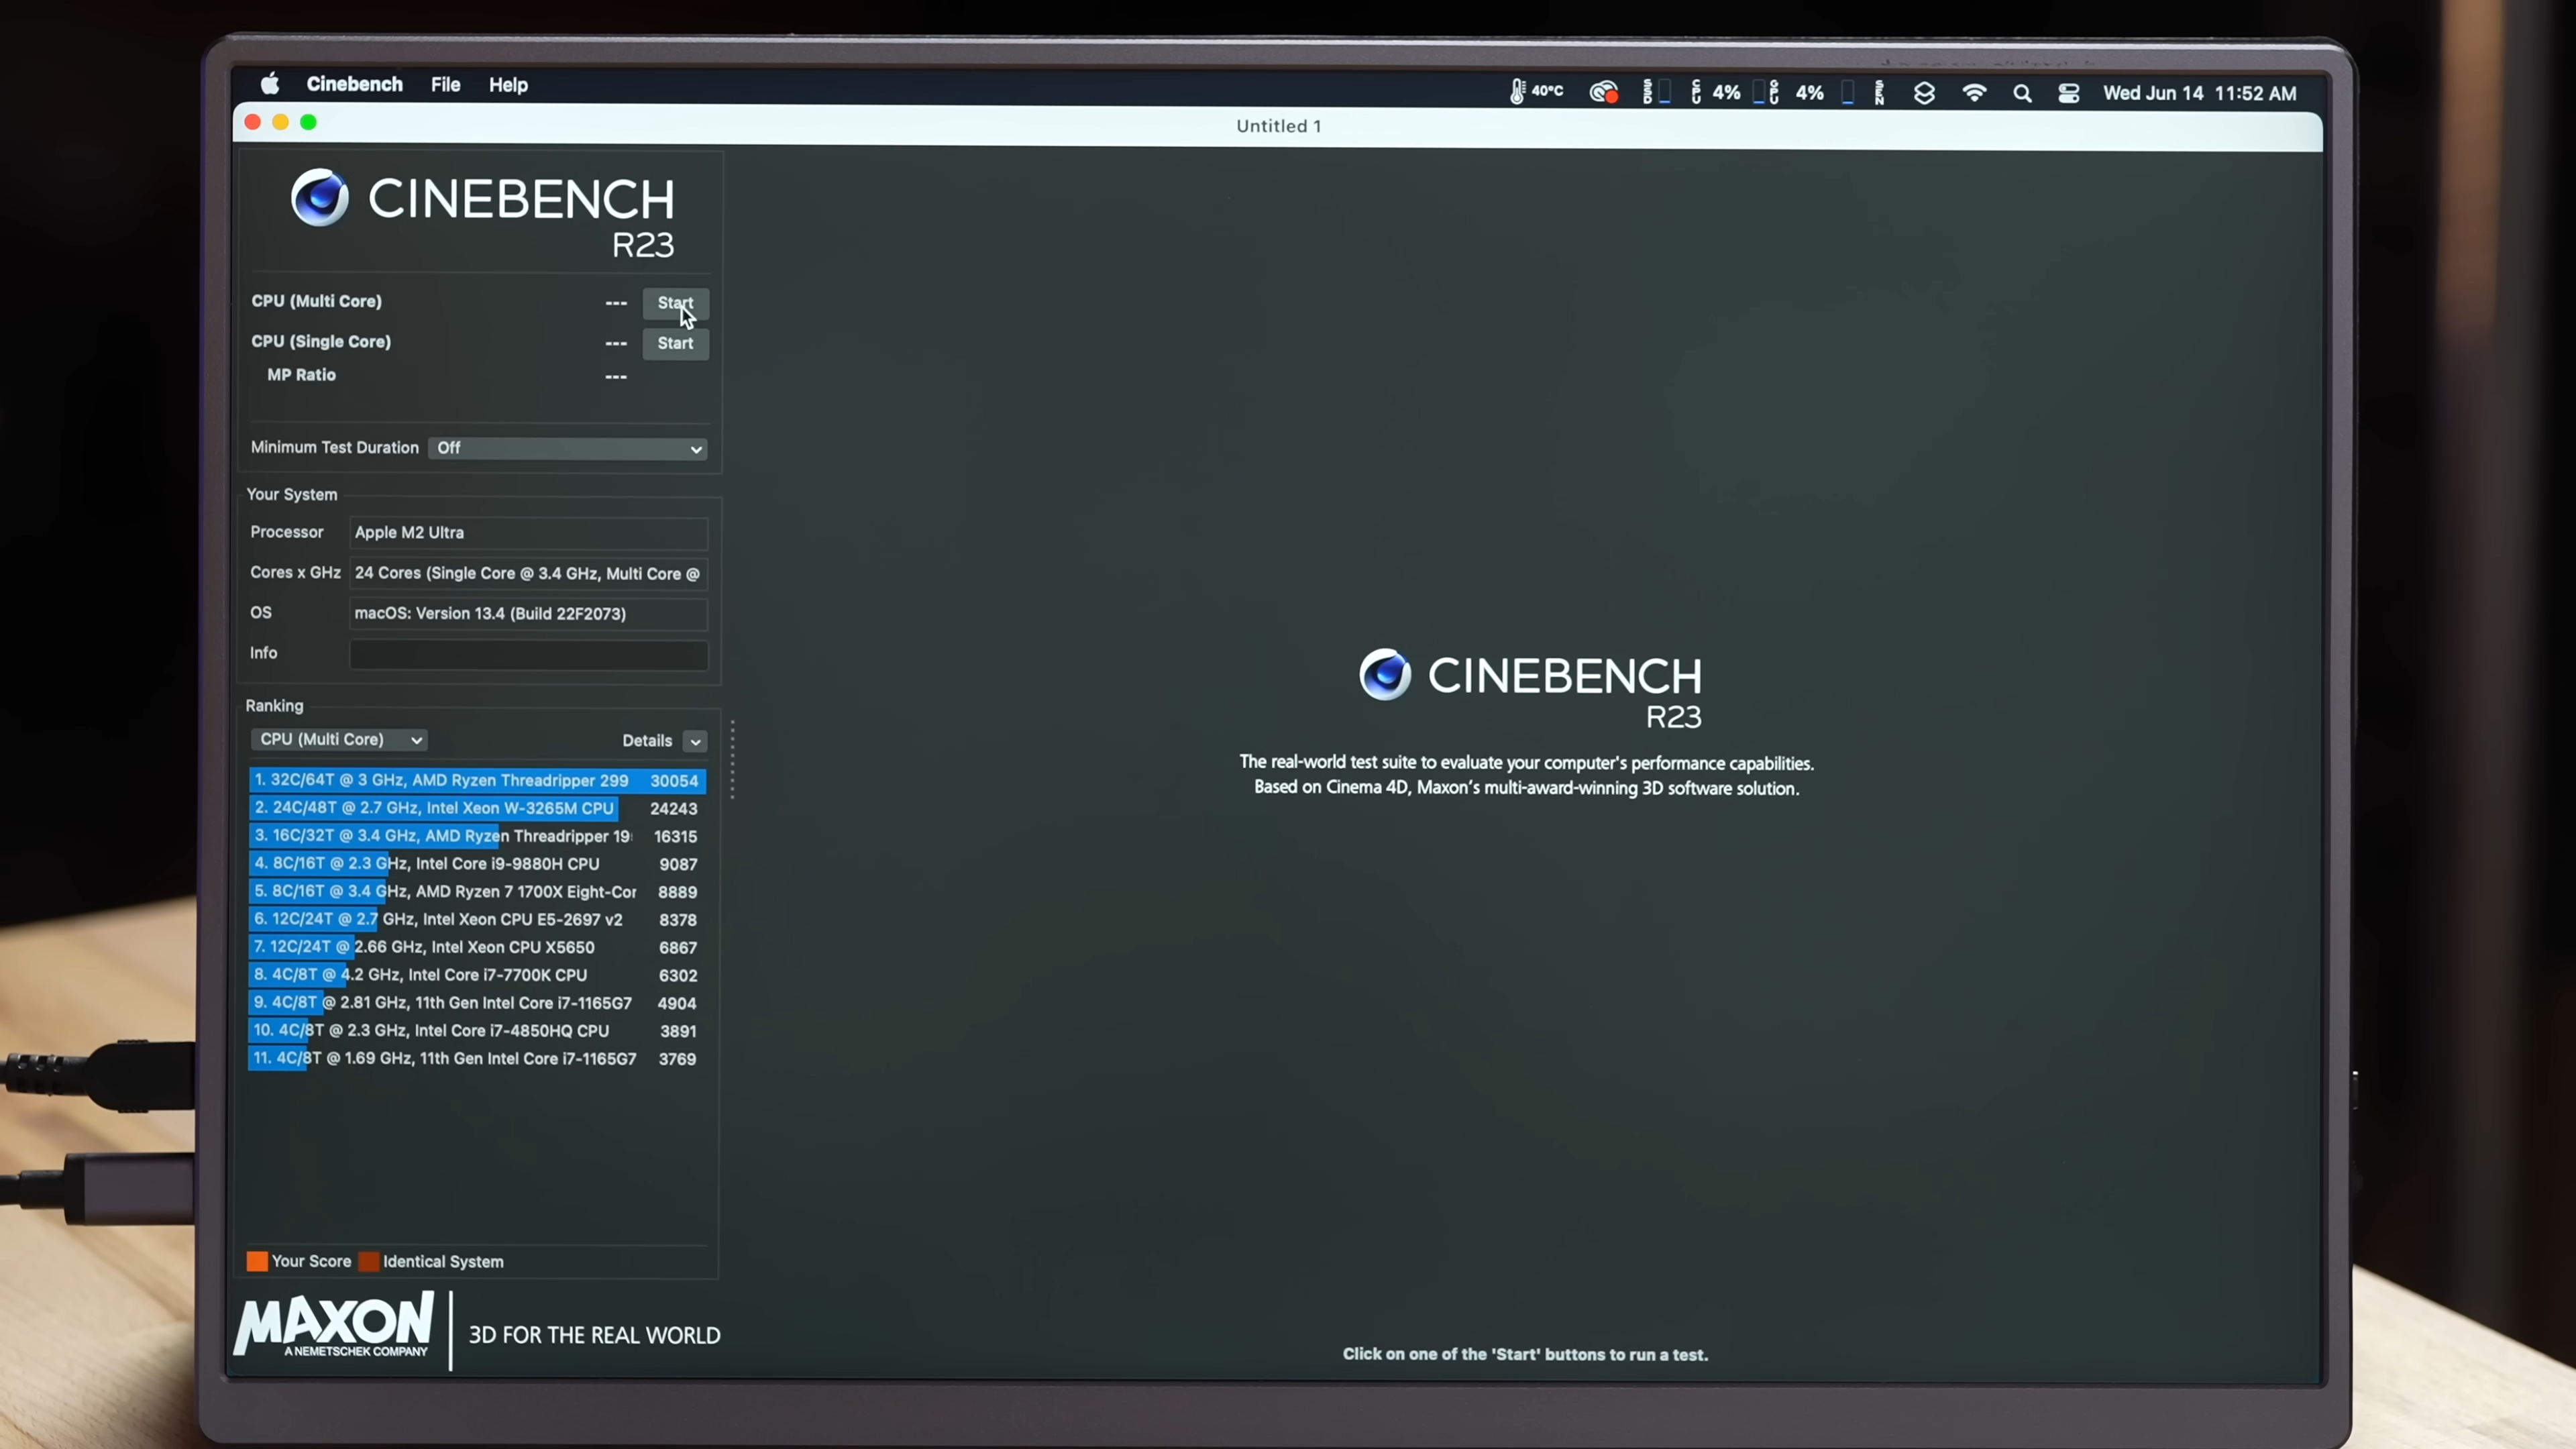 Cinebench File Help
40°C SSD CPU 4% GPU 4% SEN Wed Jun 14 11:52 AM
Untitled 1
CINEBENCH
R23
CPU (Multi Core) --- Start
CPU (Single Core) --- Start
MP Ratio ---
Minimum Test Duration Off
Your System
Processor Apple M2 Ultra
Cores x GHz 24 Cores (Single Core @ 3.4 GHz, Multi Core @
OS macOS: Version 13.4 (Build 22F2073)
Info
Ranking
CPU (Multi Core) Details
1. 32C/64T @ 3 GHz, AMD Ryzen Threadripper 299 30054
2. 24C/48T @ 2.7 GHz, Intel Xeon W-3265M CPU 24243
3. 16C/32T @ 3.4 GHz, AMD Ryzen Threadripper 19 16315
4. 8C/16T @ 2.3 GHz, Intel Core i9-9880H CPU 9087
5. 8C/16T @ 3.4 GHz, AMD Ryzen 7 1700X Eight-Cor 8889
6. 12C/24T @ 2.7 GHz, Intel Xeon CPU E5-2697 v2 8378
7. 12C/24T @ 2.66 GHz, Intel Xeon CPU X5650 6867
8. 4C/8T @ 4.2 GHz, Intel Core i7-7700K CPU 6302
9. 4C/8T @ 2.81 GHz, 11th Gen Intel Core i7-1165G7 4904
10. 4C/8T @ 2.3 GHz, Intel Core i7-4850HQ CPU 3891
11. 4C/8T @ 1.69 GHz, 11th Gen Intel Core i7-1165G7 3769
Your Score Identical System
MAXON
A NEMETSCHEK COMPANY
3D FOR THE REAL WORLD
CINEBENCH
R23
The real-world test suite to evaluate your computer's performance capabilities.
Based on Cinema 4D, Maxon's multi-award-winning 3D software solution.
Click on one of the 'Start' buttons to run a test.